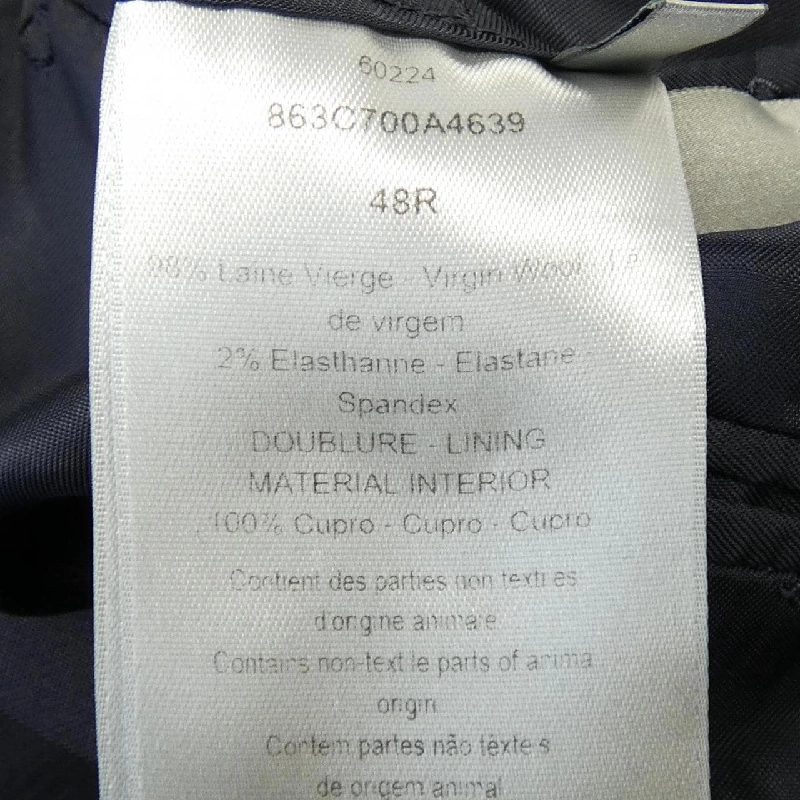 60224
863C700A4639
48R
98% Laine Vierge - Virgin Wool
de virgem
2% Elasthanne - Elastane -
Spandex
DOUBLURE - LINING
MATERIAL INTERIOR
100% Cupro - Cupro - Cupro
Contient des parties non textiles
d'origine animale
Contains non-textile parts of animal
origin
Contem partes não têxteis
de origem animal